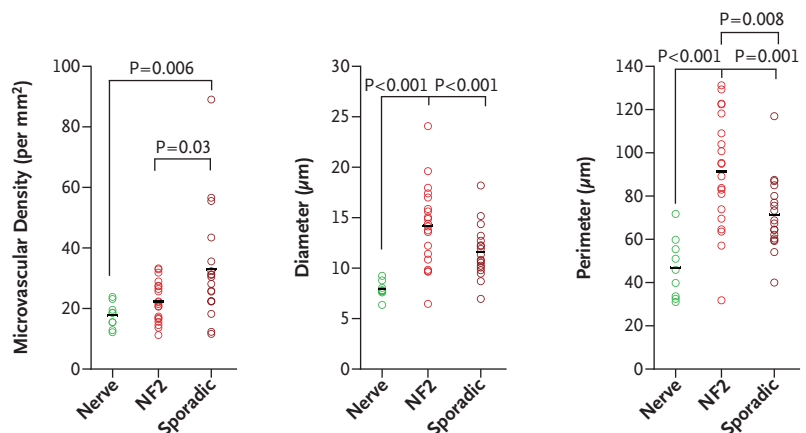 Microvascular Density (per mm²)
100
80
60
40
20
0
P=0.006
P=0.03
Nerve
NF2
Sporadic
Diameter (µm)
30
25
20
15
10
5
0
P<0.001
P<0.001
Nerve
NF2
Sporadic
Perimeter (µm)
140
120
100
80
60
40
20
0
P=0.008
P<0.001
P=0.001
Nerve
NF2
Sporadic